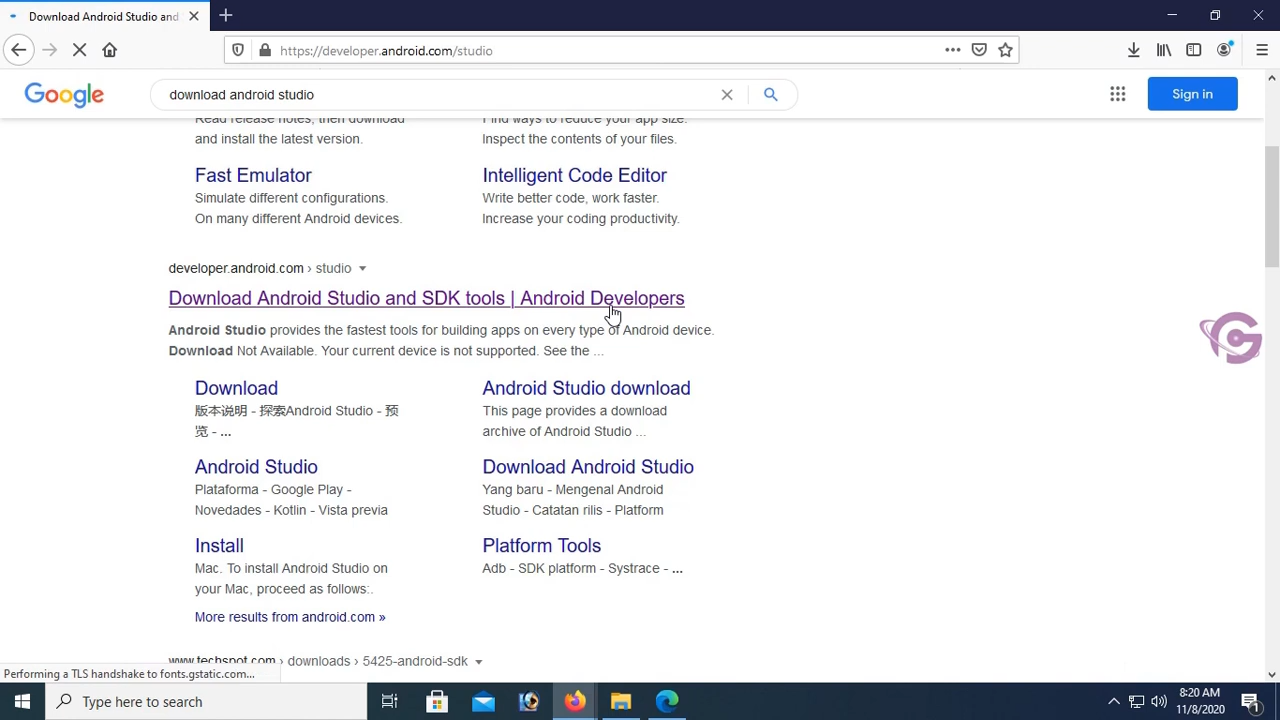 Download Android Studio and
https://developer.android.com/studio
Google
download android studio
Sign in
Read release notes, then download
and install the latest version.
Find ways to reduce your app size.
Inspect the contents of your files.
Fast Emulator
Simulate different configurations.
On many different Android devices.
Intelligent Code Editor
Write better code, work faster.
Increase your coding productivity.
developer.android.com › studio
Download Android Studio and SDK tools | Android Developers
Android Studio provides the fastest tools for building apps on every type of Android device.
Download Not Available. Your current device is not supported. See the ...
Download
版本说明 - 探索Android Studio - 预
览 - ...
Android Studio download
This page provides a download
archive of Android Studio ...
Android Studio
Plataforma - Google Play -
Novedades - Kotlin - Vista previa
Download Android Studio
Yang baru - Mengenal Android
Studio - Catatan rilis - Platform
Install
Mac. To install Android Studio on
your Mac, proceed as follows:.
Platform Tools
Adb - SDK platform - Systrace - ...
More results from android.com »
www.techspot.com › downloads › 5425-android-sdk
Performing a TLS handshake to fonts.gstatic.com...
Type here to search
8:20 AM
11/8/2020
1